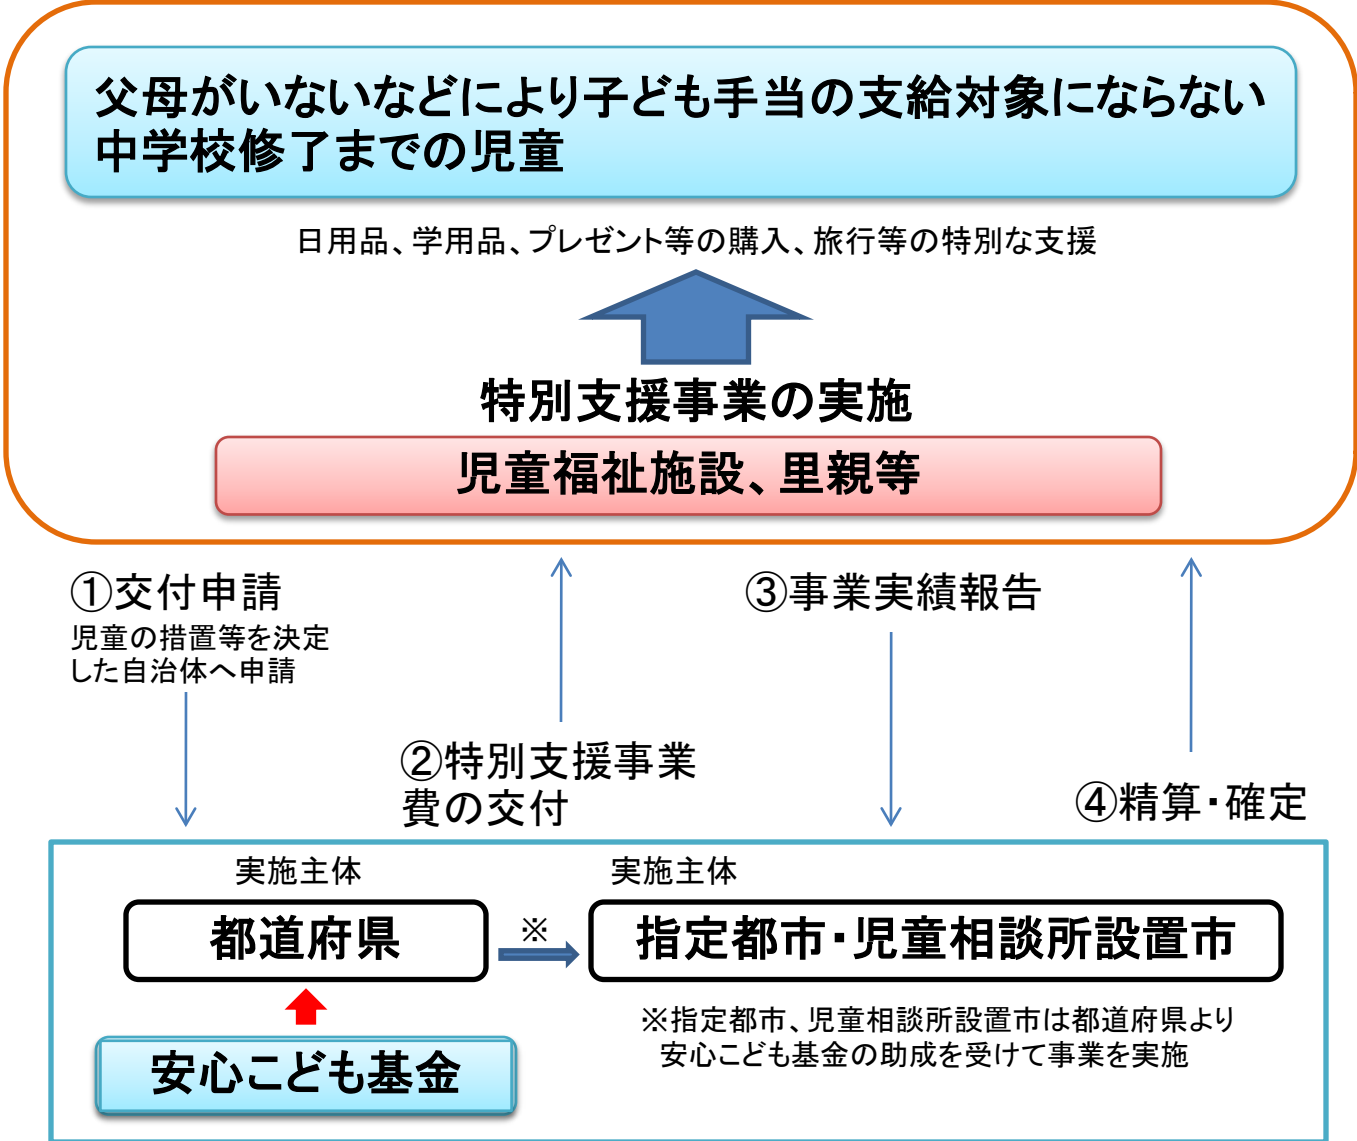 父母がいないなどにより子ども手当の支給対象にならない
中学校修了までの児童
日用品、学用品、プレゼント等の購入、旅行等の特別な支援
特別支援事業の実施
児童福祉施設、里親等
①交付申請
児童の措置等を決定
した自治体へ申請
②特別支援事業
費の交付
③事業実績報告
④精算・確定
実施主体
都道府県
※
実施主体
指定都市・児童相談所設置市
安心こども基金
※指定都市、児童相談所設置市は都道府県より
安心こども基金の助成を受けて事業を実施